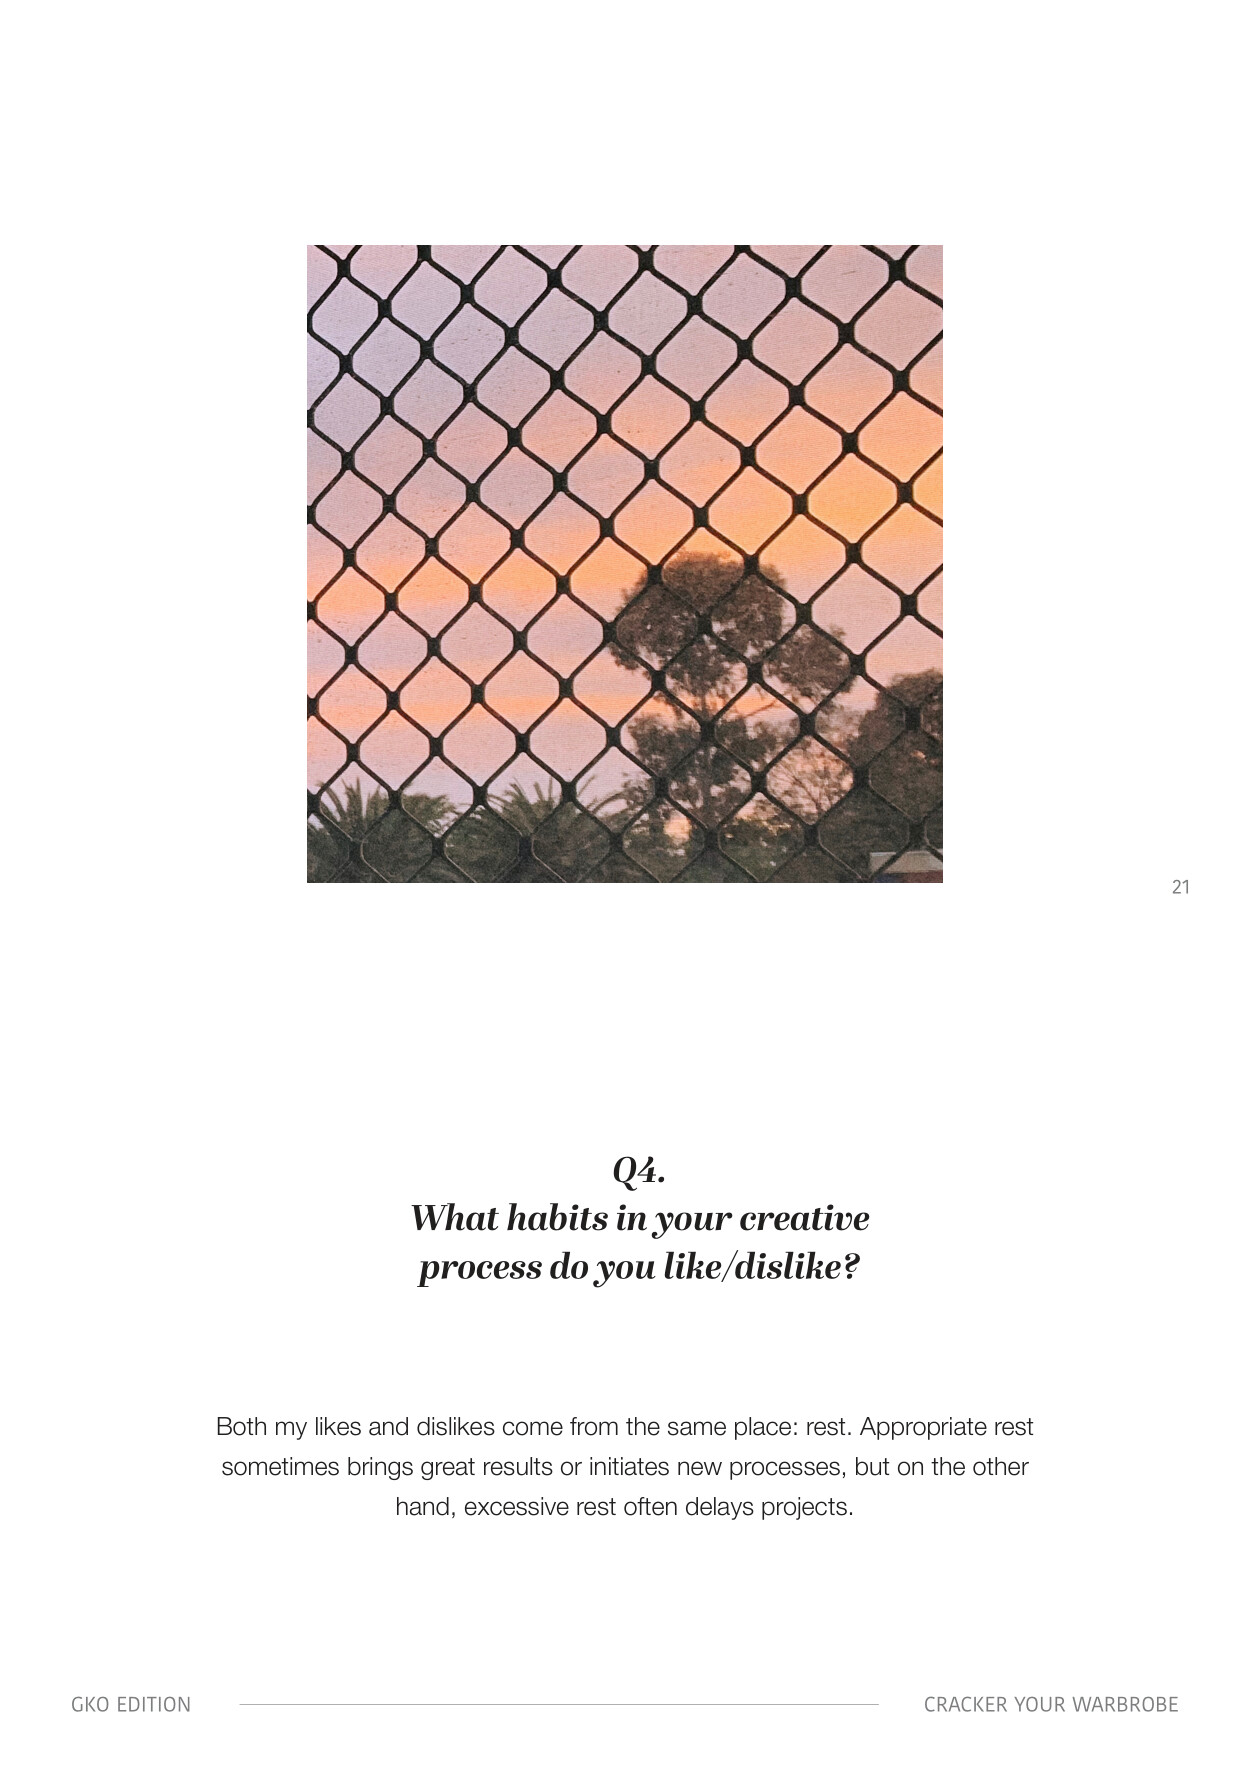 21
Q4.
What habits in your creative
process do you like/dislike?
Both my likes and dislikes come from the same place: rest. Appropriate rest
sometimes brings great results or initiates new processes, but on the other
hand, excessive rest often delays projects.
GKO EDITION
CRACKER YOUR WARBROBE